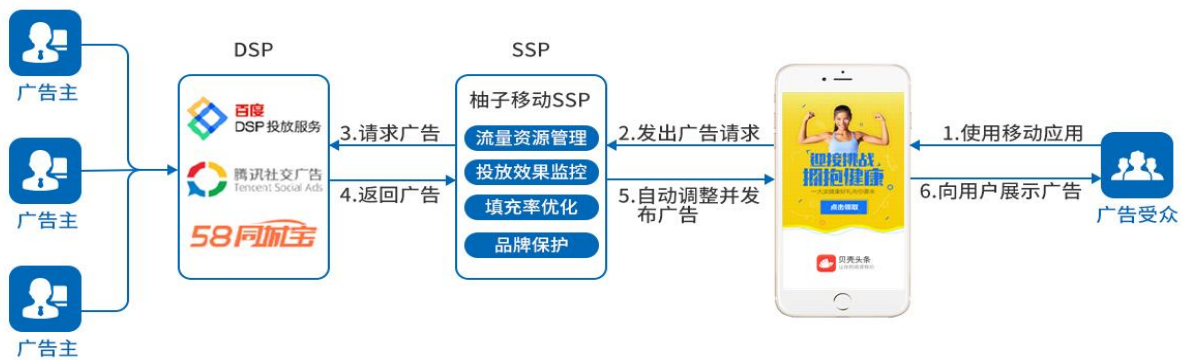 广告主
广告主
广告主
DSP
百度
DSP投放服务
腾讯社交广告
Tencent Social Ads
58同城宝
3.请求广告
4.返回广告
SSP
柚子移动SSP
流量资源管理
投放效果监控
填充率优化
品牌保护
2.发出广告请求
5.自动调整并发
布广告
迎接挑战
拥抱健康
点击领取
贝壳头条
1.使用移动应用
6.向用户展示广告
广告受众